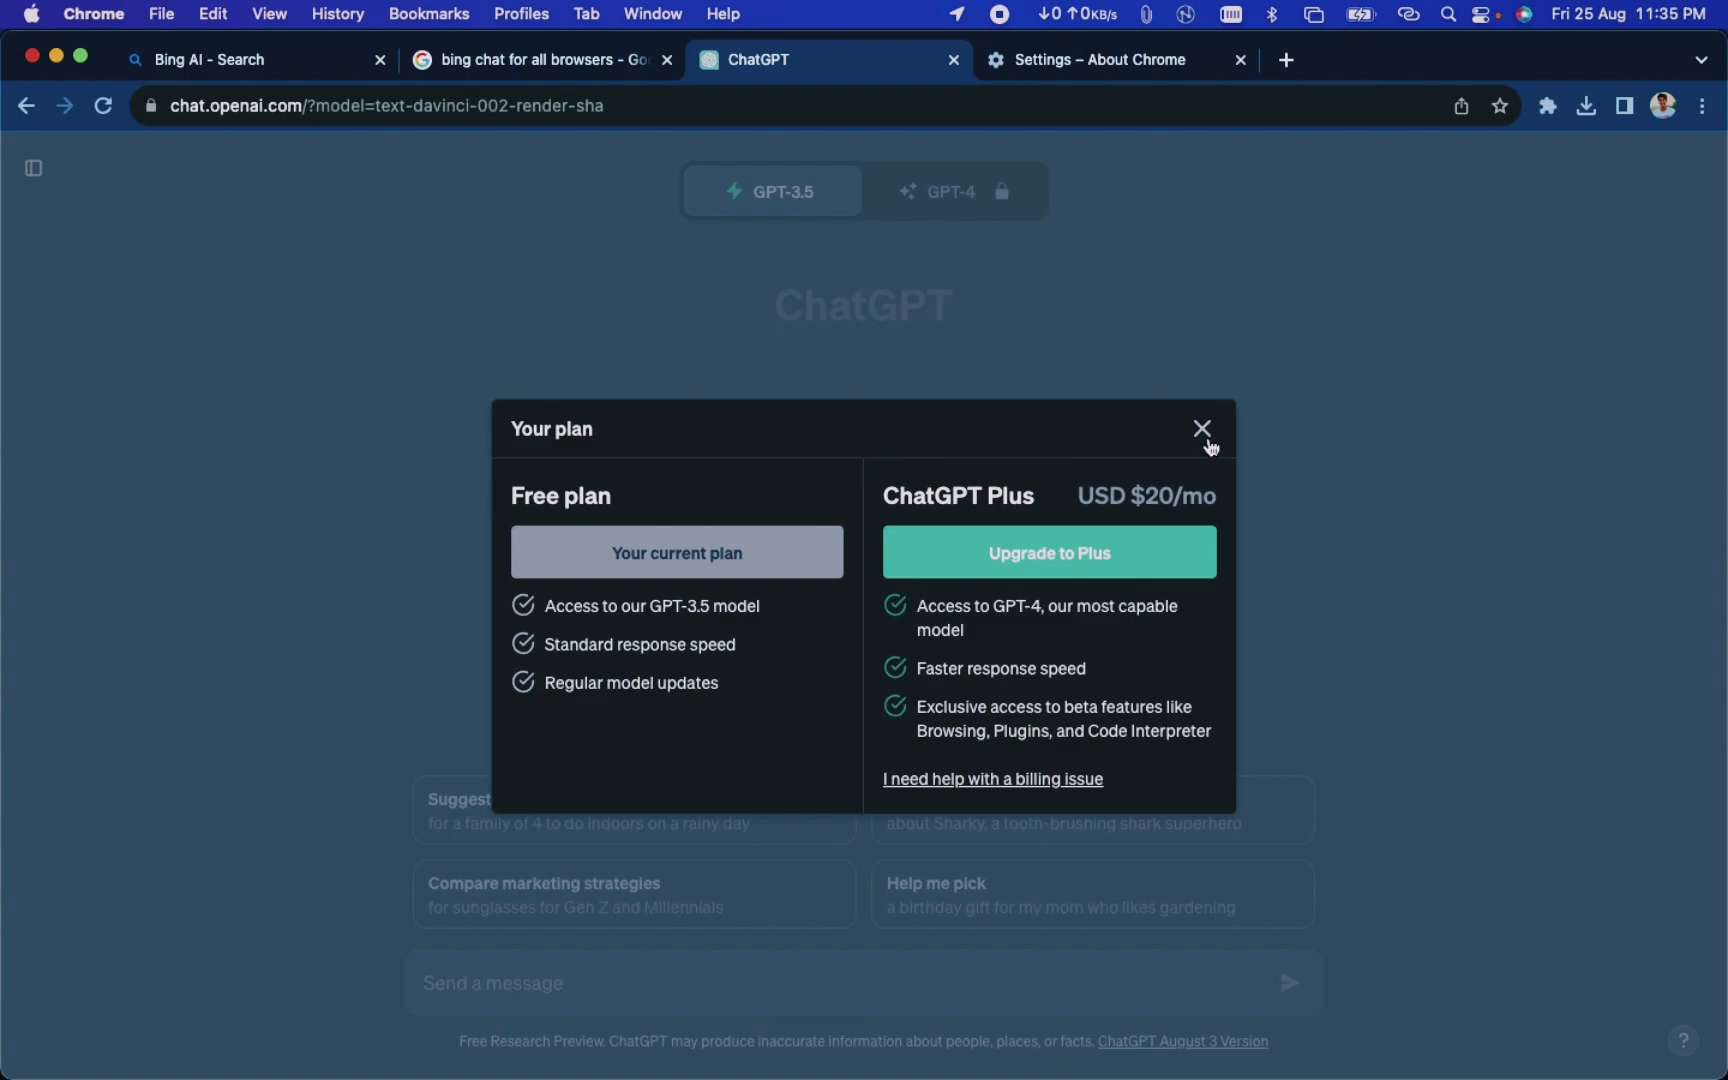 Chrome File Edit View History Bookmarks Profiles Tab Window Help ↓0 ↑0KB/s Fri 25 Aug 11:35 PM
Bing AI - Search bing chat for all browsers - Go ChatGPT Settings – About Chrome
chat.openai.com/?model=text-davinci-002-render-sha
GPT-3.5 GPT-4
ChatGPT
Your plan
Free plan
Your current plan
Access to our GPT-3.5 model
Standard response speed
Regular model updates
ChatGPT Plus USD $20/mo
Upgrade to Plus
Access to GPT-4, our most capable
model
Faster response speed
Exclusive access to beta features like
Browsing, Plugins, and Code Interpreter
I need help with a billing issue
Suggest
for a family of 4 to do indoors on a rainy day
about Sharky, a tooth-brushing shark superhero
Compare marketing strategies
for sunglasses for Gen Z and Millennials
Help me pick
a birthday gift for my mom who likes gardening
Send a message
Free Research Preview. ChatGPT may produce inaccurate information about people, places, or facts. ChatGPT August 3 Version
?